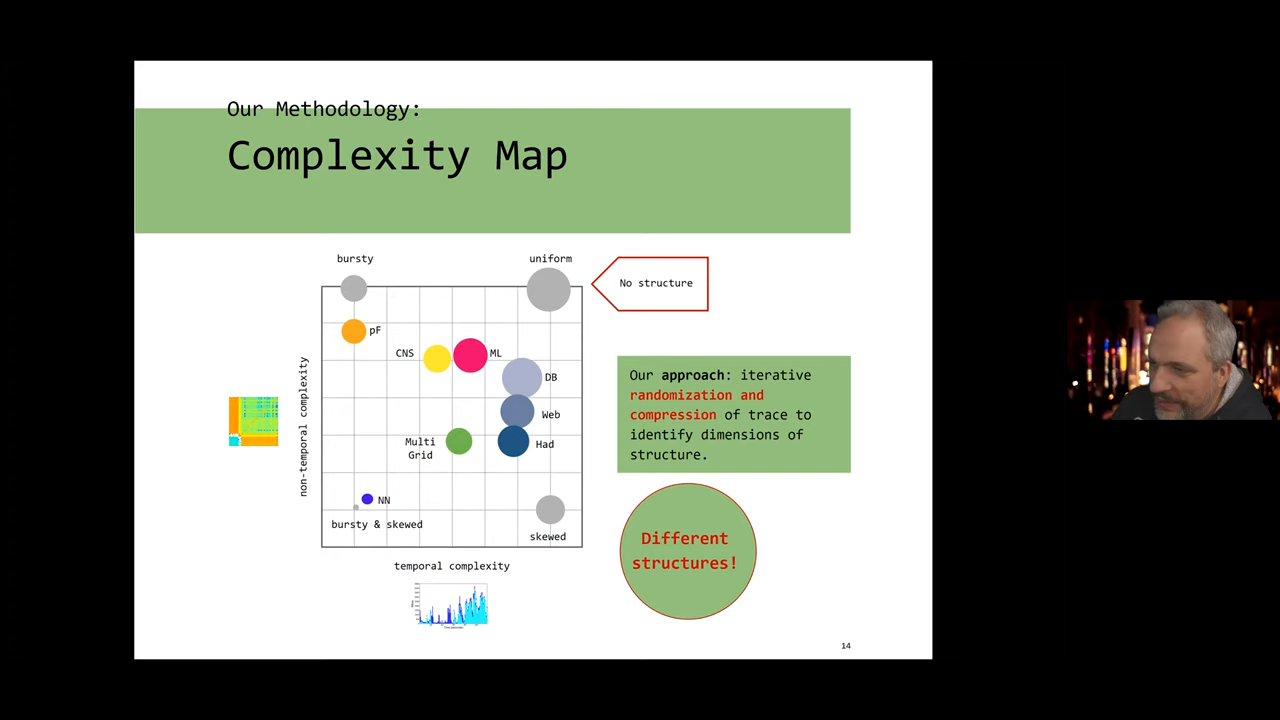 Our Methodology:
Complexity Map
bursty
uniform
No structure
pF
CNS
ML
DB
Web
Multi
Grid
Had
NN
bursty & skewed
skewed
non-temporal complexity
temporal complexity
Our approach: iterative
randomization and
compression of trace to
identify dimensions of
structure.
Different
structures!
14